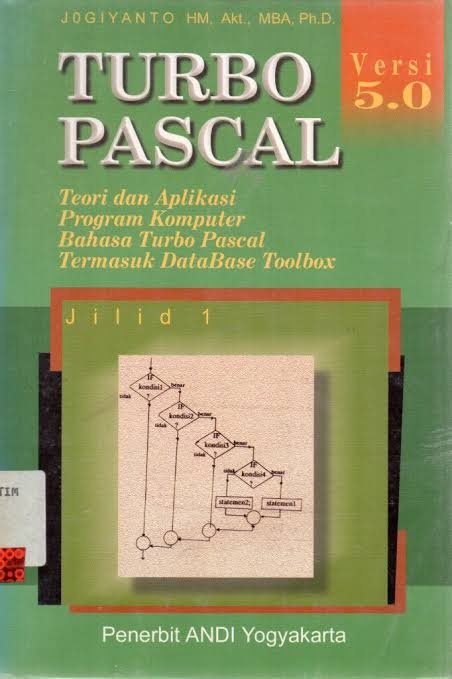 JOGIYANTO HM, Akt., MBA, Ph.D.
TURBO
PASCAL
Versi
5.0
Teori dan Aplikasi
Program Komputer
Bahasa Turbo Pascal
Termasuk DataBase Toolbox
Jilid 1
IF
kondisi1
?
benar
tidak
IF
kondisi2
?
benar
tidak
IF
kondisi3
?
benar
tidak
IF
kondisi4
?
benar
tidak
statemen2;
statemen1
TIM
Penerbit ANDI Yogyakarta